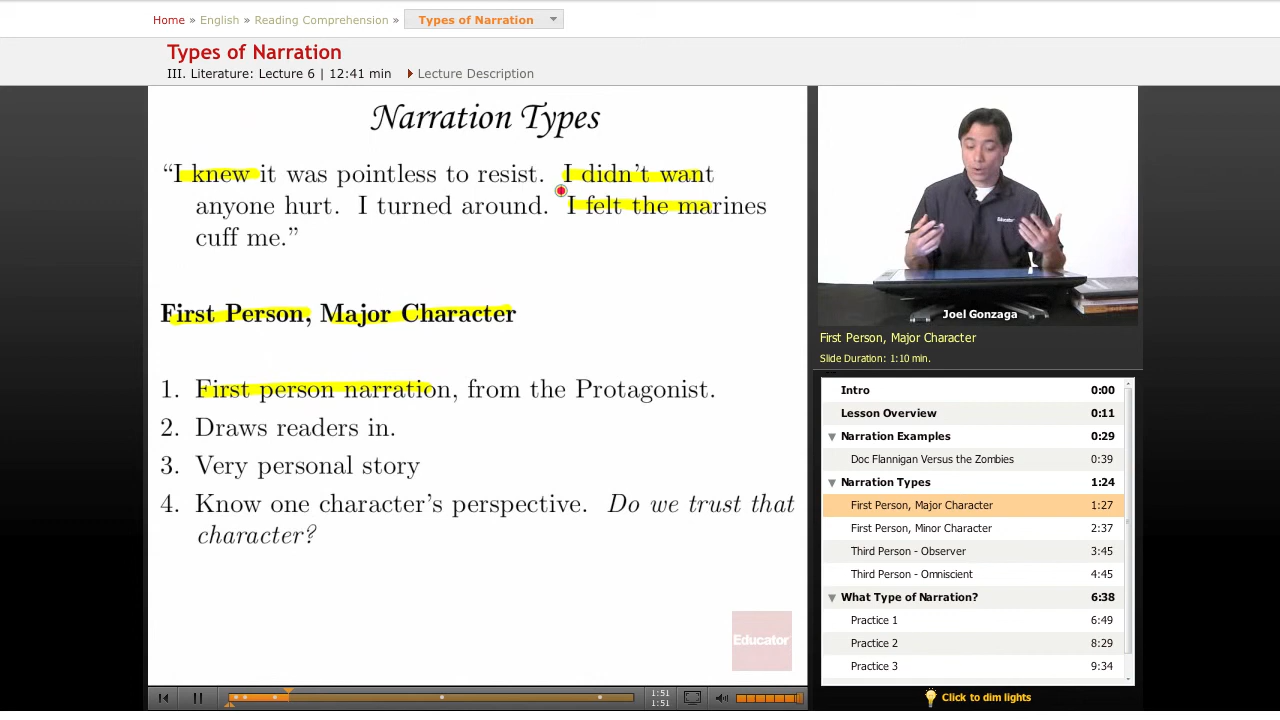 Home » English » Reading Comprehension » Types of Narration
Types of Narration
III. Literature: Lecture 6 | 12:41 min Lecture Description
Narration Types
“I knew it was pointless to resist. I didn’t want
anyone hurt. I turned around. I felt the marines
cuff me.”
First Person, Major Character
1. First person narration, from the Protagonist.
2. Draws readers in.
3. Very personal story
4. Know one character’s perspective. Do we trust that
character?
Educator
1:51
1:51
Educator
Joel Gonzaga
First Person, Major Character
Slide Duration: 1:10 min.
Intro 0:00
Lesson Overview 0:11
Narration Examples 0:29
Doc Flannigan Versus the Zombies 0:39
Narration Types 1:24
First Person, Major Character 1:27
First Person, Minor Character 2:37
Third Person - Observer 3:45
Third Person - Omniscient 4:45
What Type of Narration? 6:38
Practice 1 6:49
Practice 2 8:29
Practice 3 9:34
Click to dim lights